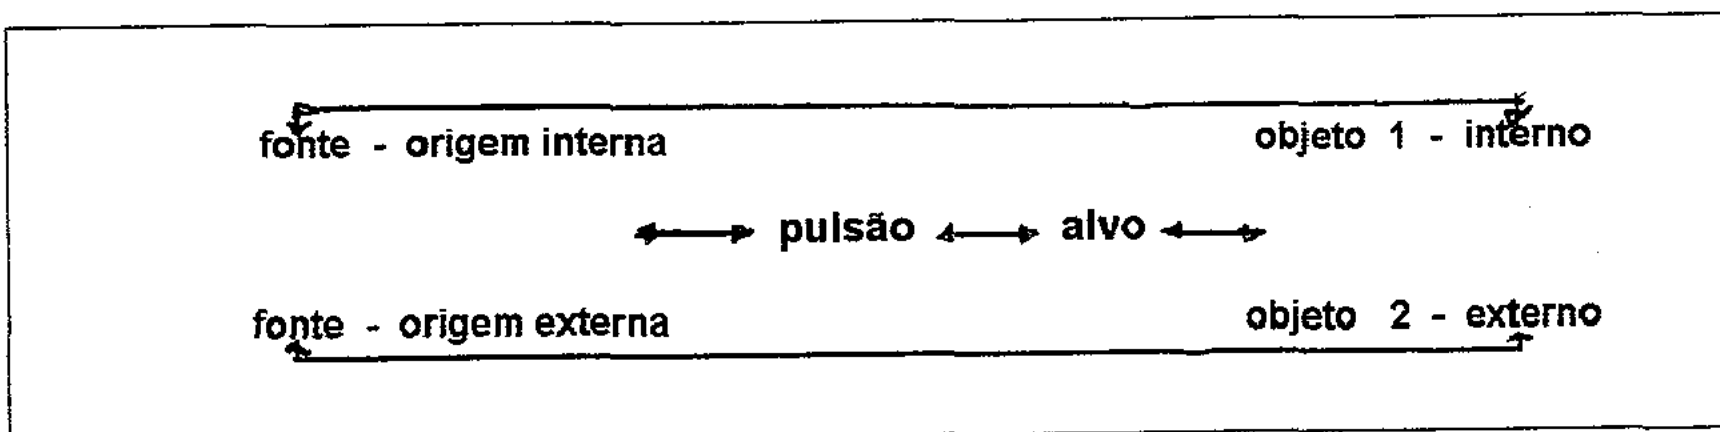 fonte - origem interna objeto 1 - interno
pulsão alvo
fonte - origem externa objeto 2 - externo